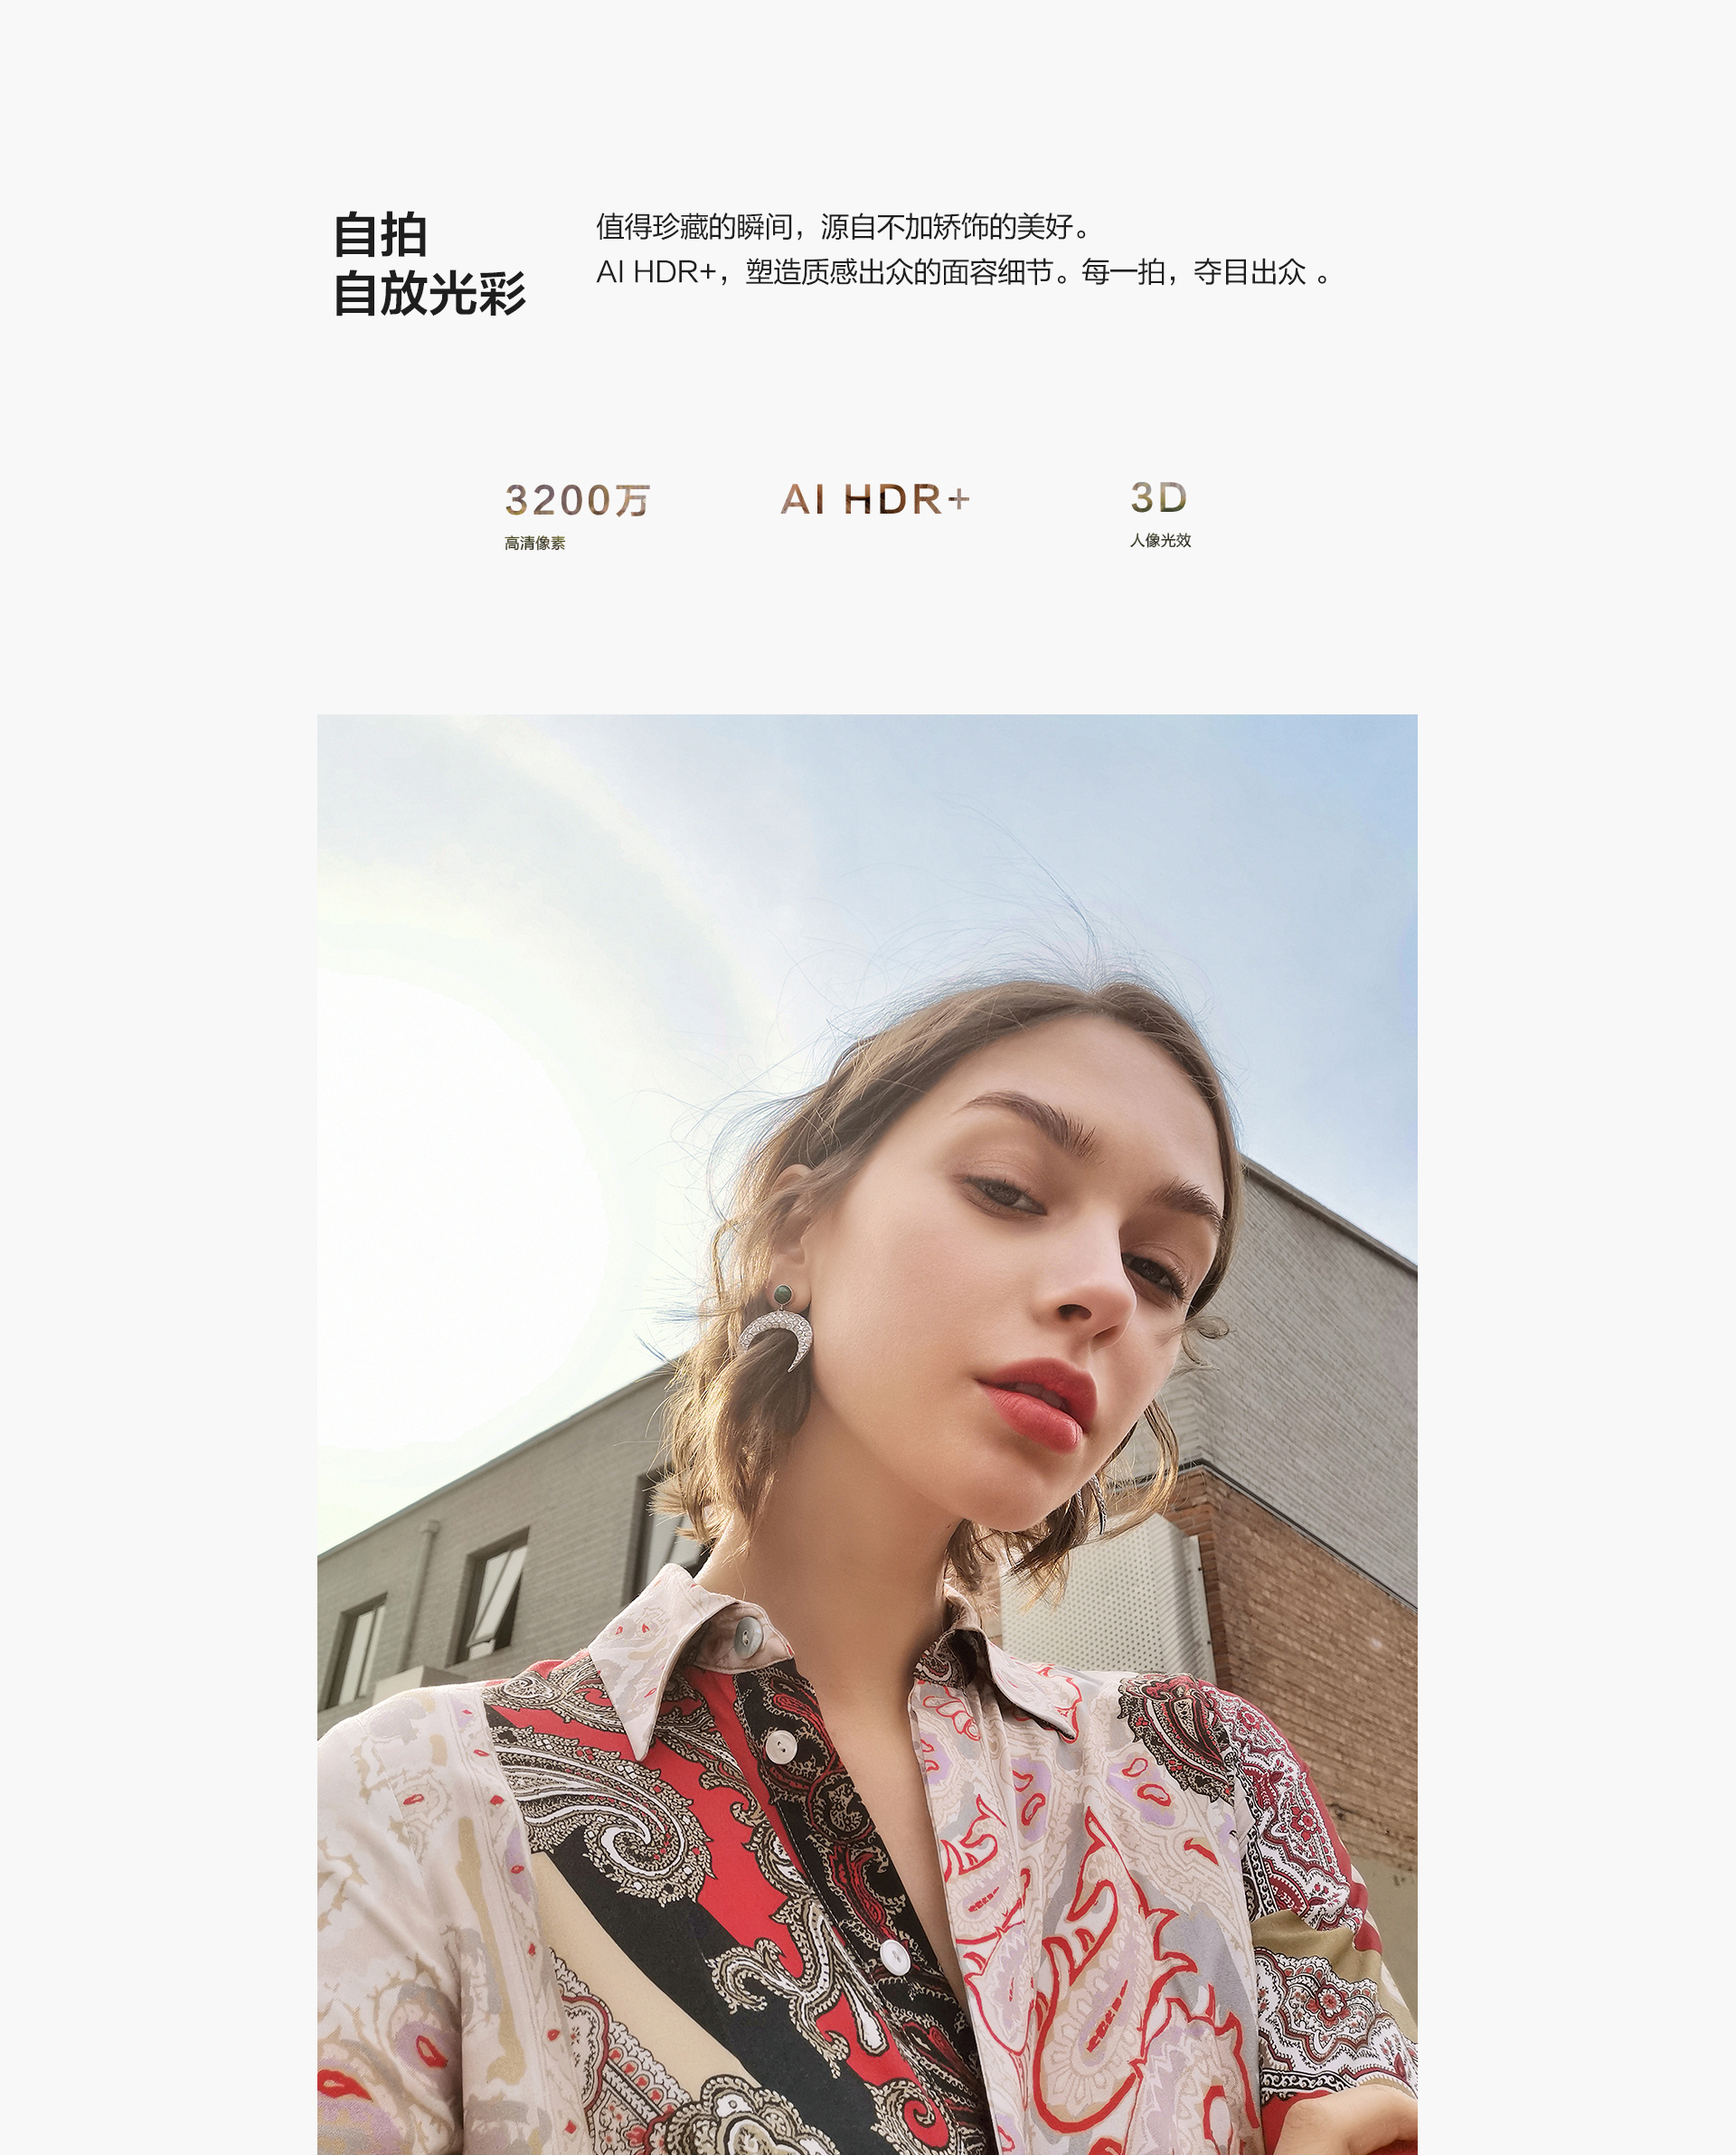 自拍
自放光彩
值得珍藏的瞬间，源自不加矫饰的美好。
AI HDR+，塑造质感出众的面容细节。每一拍，夺目出众 。
3200万
高清像素
AI HDR+
3D
人像光效